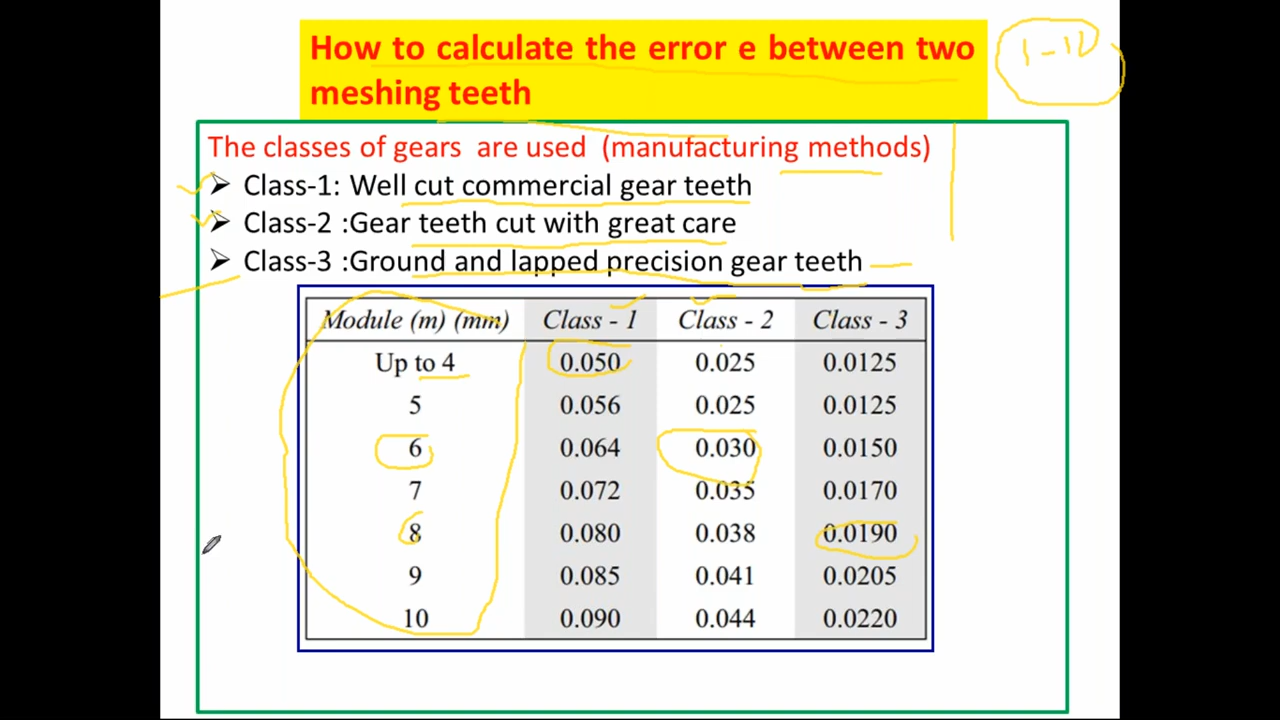 How to calculate the error e between two
meshing teeth
The classes of gears are used (manufacturing methods)
➢ Class-1: Well cut commercial gear teeth
➢ Class-2 :Gear teeth cut with great care
➢ Class-3 :Ground and lapped precision gear teeth
Module (m) (mm) Class - 1 Class - 2 Class - 3
Up to 4 0.050 0.025 0.0125
5 0.056 0.025 0.0125
6 0.064 0.030 0.0150
7 0.072 0.035 0.0170
8 0.080 0.038 0.0190
9 0.085 0.041 0.0205
10 0.090 0.044 0.0220